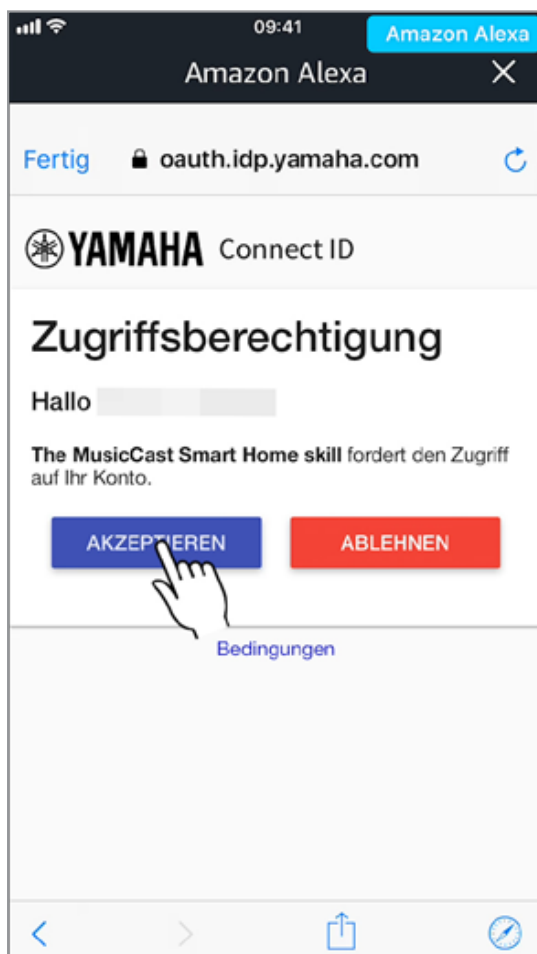 09:41
Amazon Alexa
Amazon Alexa
Fertig oauth.idp.yamaha.com
YAMAHA Connect ID
Zugriffsberechtigung
Hallo
The MusicCast Smart Home skill fordert den Zugriff
auf Ihr Konto.
AKZEPTIEREN ABLEHNEN
Bedingungen